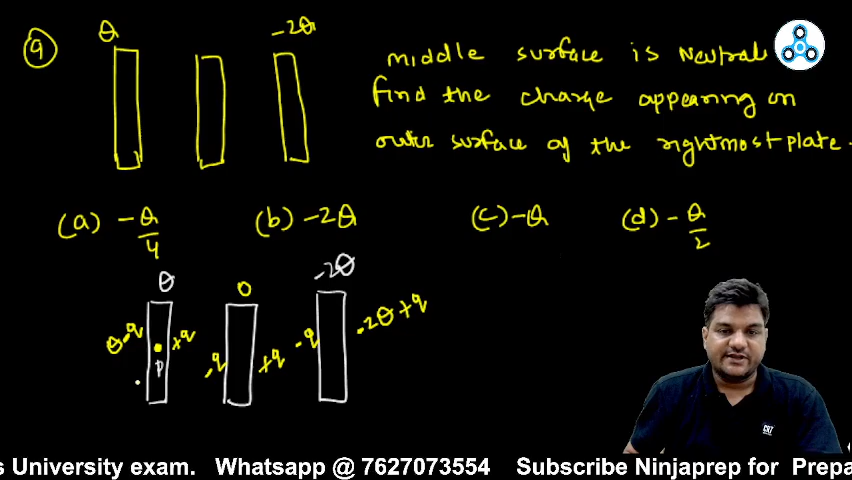 9 Q -2Q
middle surface is Neutral
find the charge appearing on
outer surface of the rightmost plate.
(a) -Q/4 (b) -2Q (c) -Q (d) -Q/2
Q 0 -2Q
Q-q +q -q +q -q -2Q+q
P
s University exam. Whatsapp @ 7627073554 Subscribe Ninjaprep for Prepa